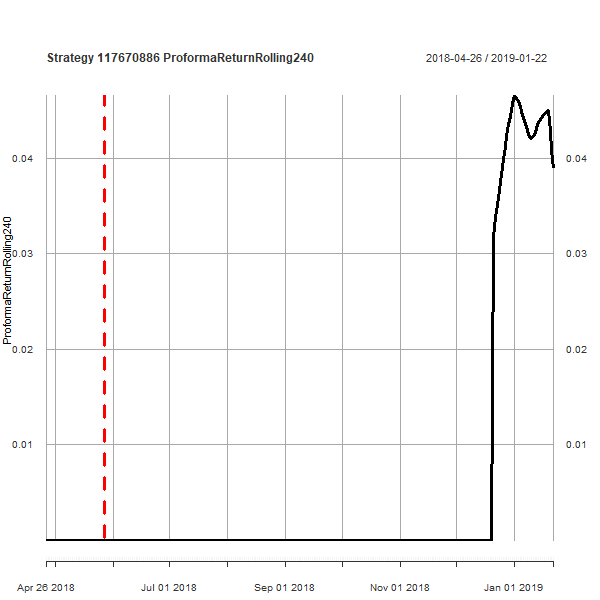 Strategy 117670886 ProformaReturnRolling240
2018-04-26 / 2019-01-22
ProformaReturnRolling240
0.04
0.04
0.03
0.03
0.02
0.02
0.01
0.01
Apr 26 2018
Jul 01 2018
Sep 01 2018
Nov 01 2018
Jan 01 2019